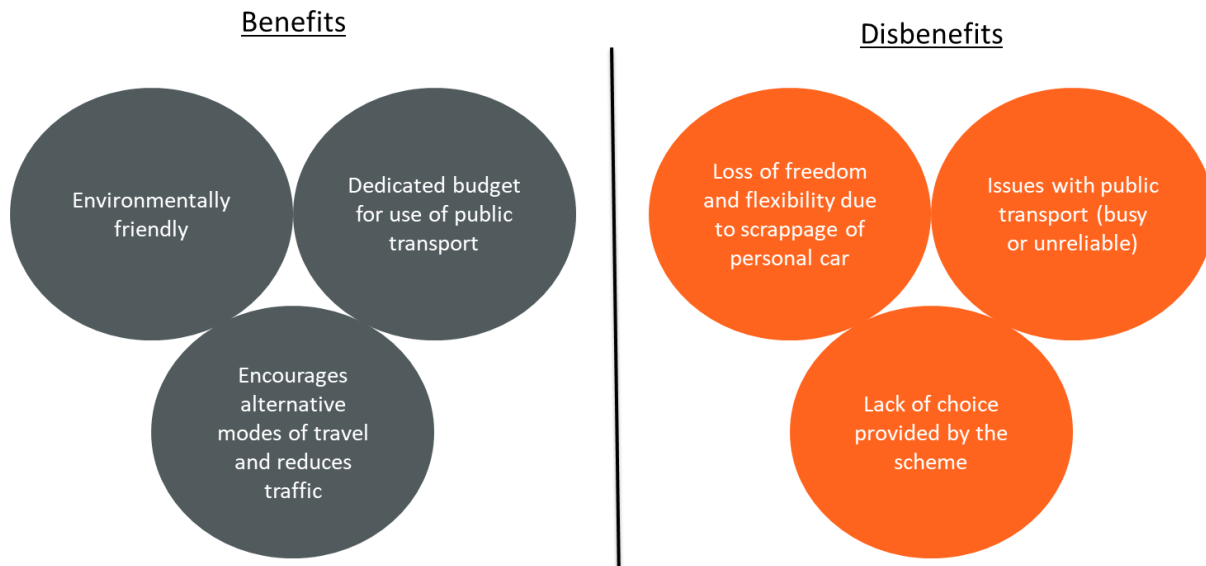 Benefits
Environmentally
friendly
Dedicated budget
for use of public
transport
Encourages
alternative
modes of travel
and reduces
traffic
Disbenefits
Loss of freedom
and flexibility due
to scrappage of
personal car
Issues with public
transport (busy
or unreliable)
Lack of choice
provided by the
scheme